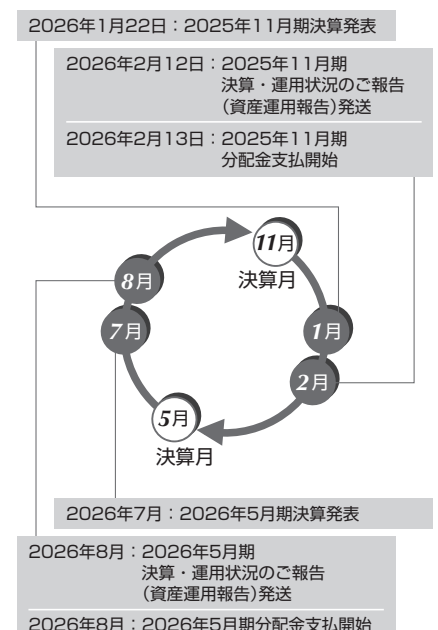 2026年1月22日：2025年11月期決算発表
2026年2月12日：2025年11月期
決算・運用状況のご報告
（資産運用報告）発送
2026年2月13日：2025年11月期
分配金支払開始
11月
決算月
8月
7月
1月
2月
5月
決算月
2026年7月：2026年5月期決算発表
2026年8月：2026年5月期
決算・運用状況のご報告
（資産運用報告）発送
2026年8月：2026年5月期分配金支払開始